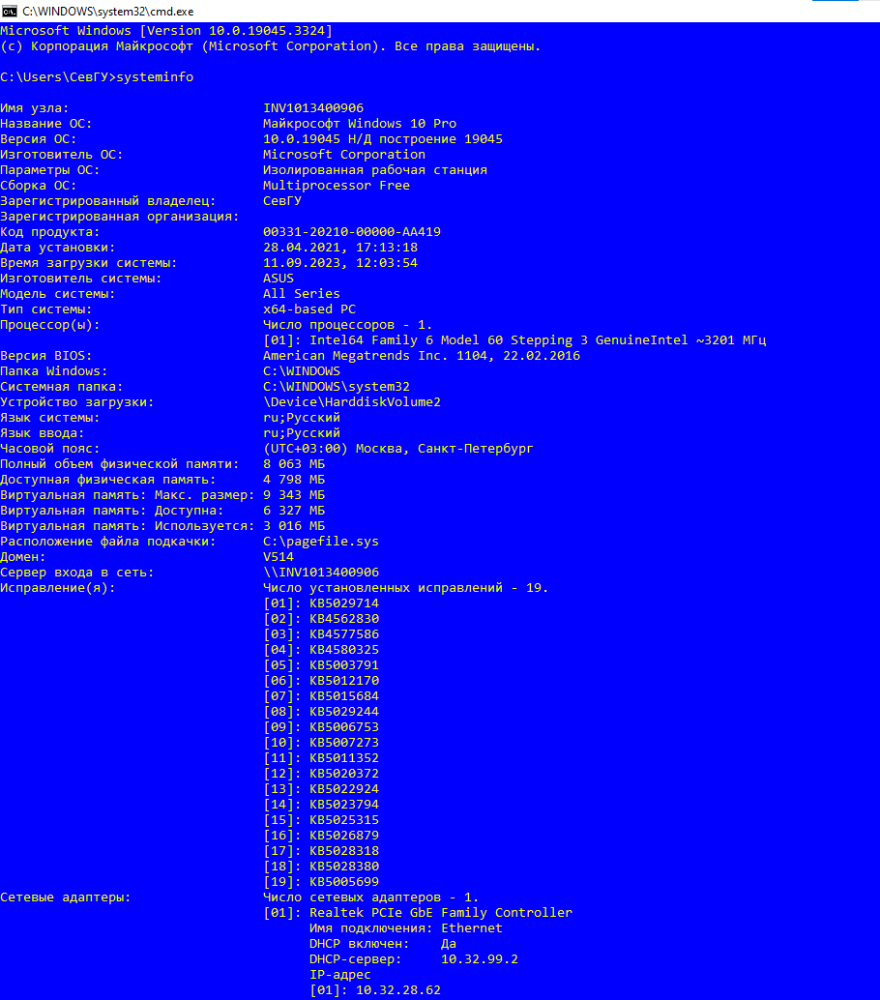 C:\WINDOWS\system32\cmd.exe
Microsoft Windows [Version 10.0.19045.3324]
(c) Корпорация Майкрософт (Microsoft Corporation). Все права защищены.
C:\Users\СевГУ>systeminfo
Имя узла: INV1013400906
Название ОС: Майкрософт Windows 10 Pro
Версия ОС: 10.0.19045 Н/Д построение 19045
Изготовитель ОС: Microsoft Corporation
Параметры ОС: Изолированная рабочая станция
Сборка ОС: Multiprocessor Free
Зарегистрированный владелец: СевГУ
Зарегистрированная организация:
Код продукта: 00331-20210-00000-AA419
Дата установки: 28.04.2021, 17:13:18
Время загрузки системы: 11.09.2023, 12:03:54
Изготовитель системы: ASUS
Модель системы: All Series
Тип системы: x64-based PC
Процессор(ы): Число процессоров - 1.
[01]: Intel64 Family 6 Model 60 Stepping 3 GenuineIntel ~3201 МГц
Версия BIOS: American Megatrends Inc. 1104, 22.02.2016
Папка Windows: C:\WINDOWS
Системная папка: C:\WINDOWS\system32
Устройство загрузки: \Device\HarddiskVolume2
Язык системы: ru;Русский
Язык ввода: ru;Русский
Часовой пояс: (UTC+03:00) Москва, Санкт-Петербург
Полный объем физической памяти: 8 063 МБ
Доступная физическая память: 4 798 МБ
Виртуальная память: Макс. размер: 9 343 МБ
Виртуальная память: Доступна: 6 327 МБ
Виртуальная память: Используется: 3 016 МБ
Расположение файла подкачки: C:\pagefile.sys
Домен: V514
Сервер входа в сеть: \\INV1013400906
Исправление(я): Число установленных исправлений - 19.
[01]: KB5029714
[02]: KB4562830
[03]: KB4577586
[04]: KB4580325
[05]: KB5003791
[06]: KB5012170
[07]: KB5015684
[08]: KB5029244
[09]: KB5006753
[10]: KB5007273
[11]: KB5011352
[12]: KB5020372
[13]: KB5022924
[14]: KB5023794
[15]: KB5025315
[16]: KB5026879
[17]: KB5028318
[18]: KB5028380
[19]: KB5005699
Сетевые адаптеры: Число сетевых адаптеров - 1.
[01]: Realtek PCIe GbE Family Controller
Имя подключения: Ethernet
DHCP включен: Да
DHCP-сервер: 10.32.99.2
IP-адрес
[01]: 10.32.28.62